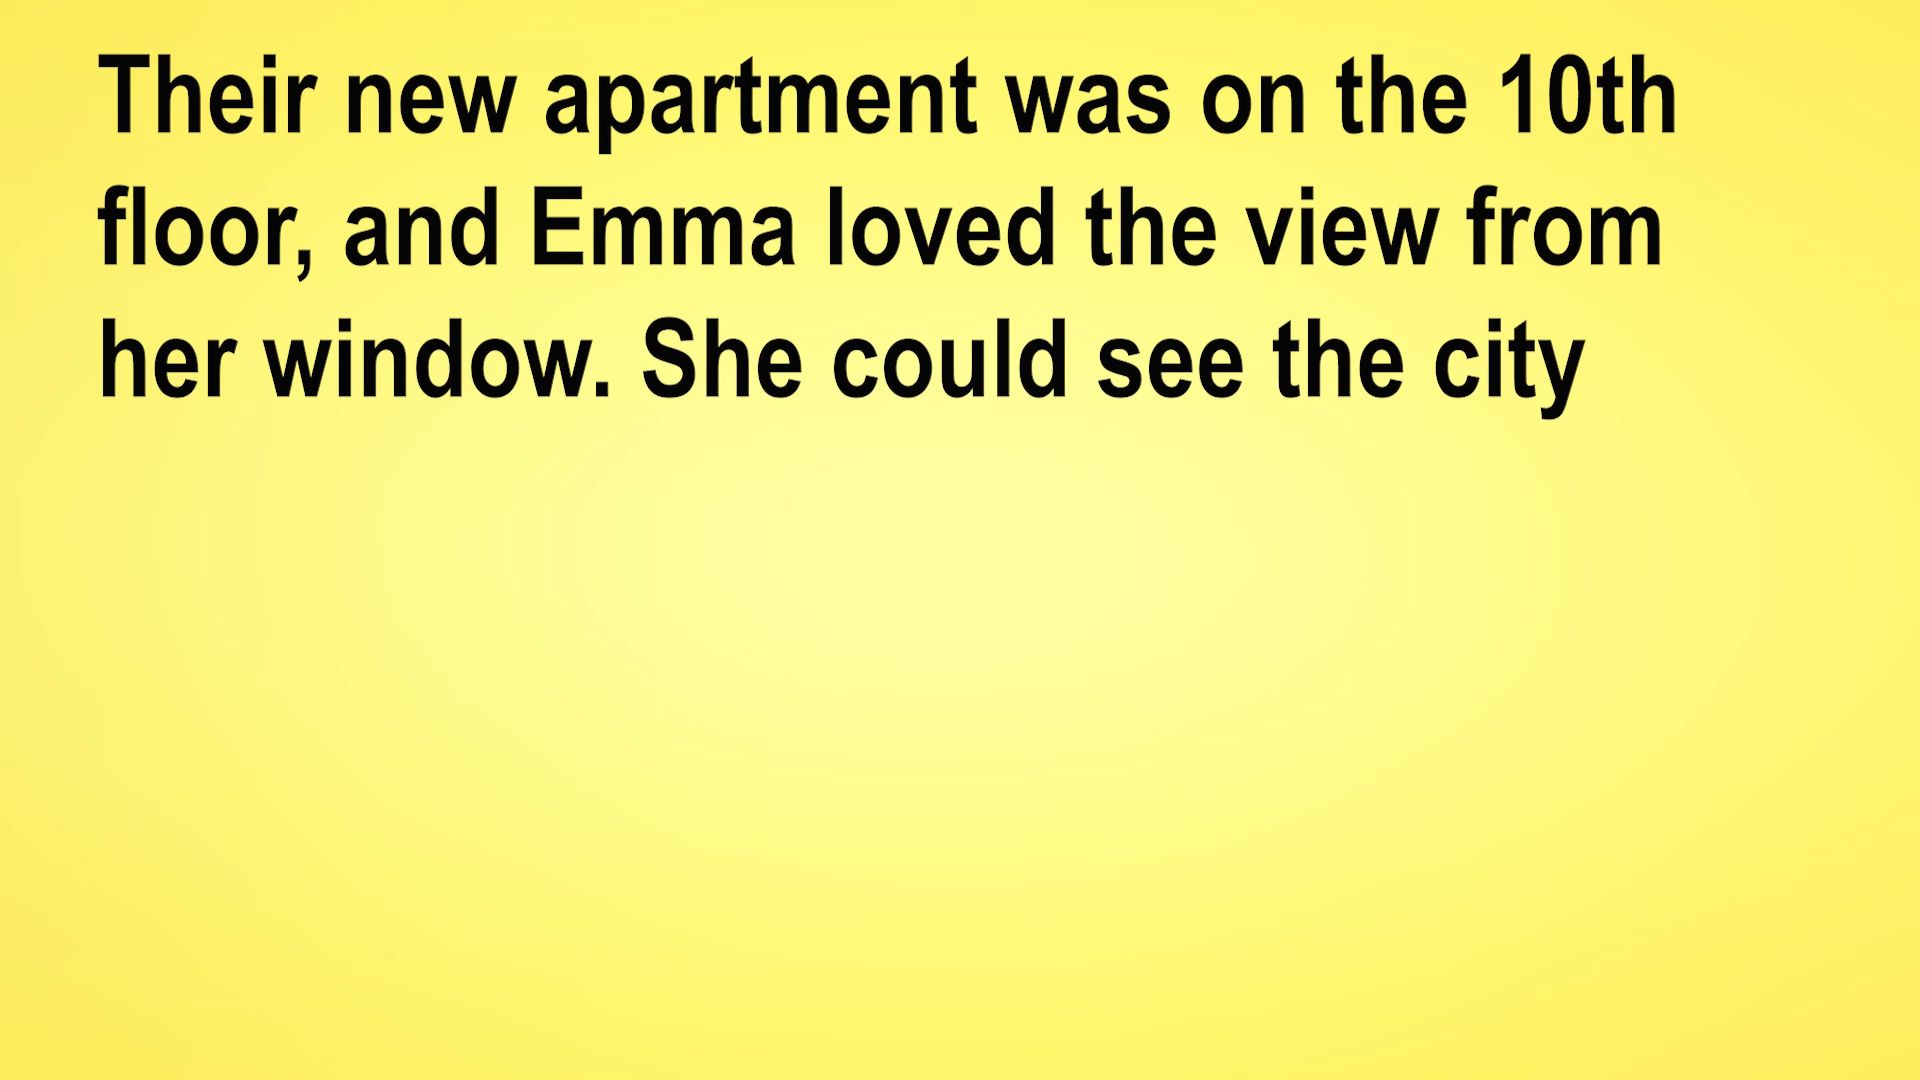 Their new apartment was on the 10th
floor, and Emma loved the view from
her window. She could see the city